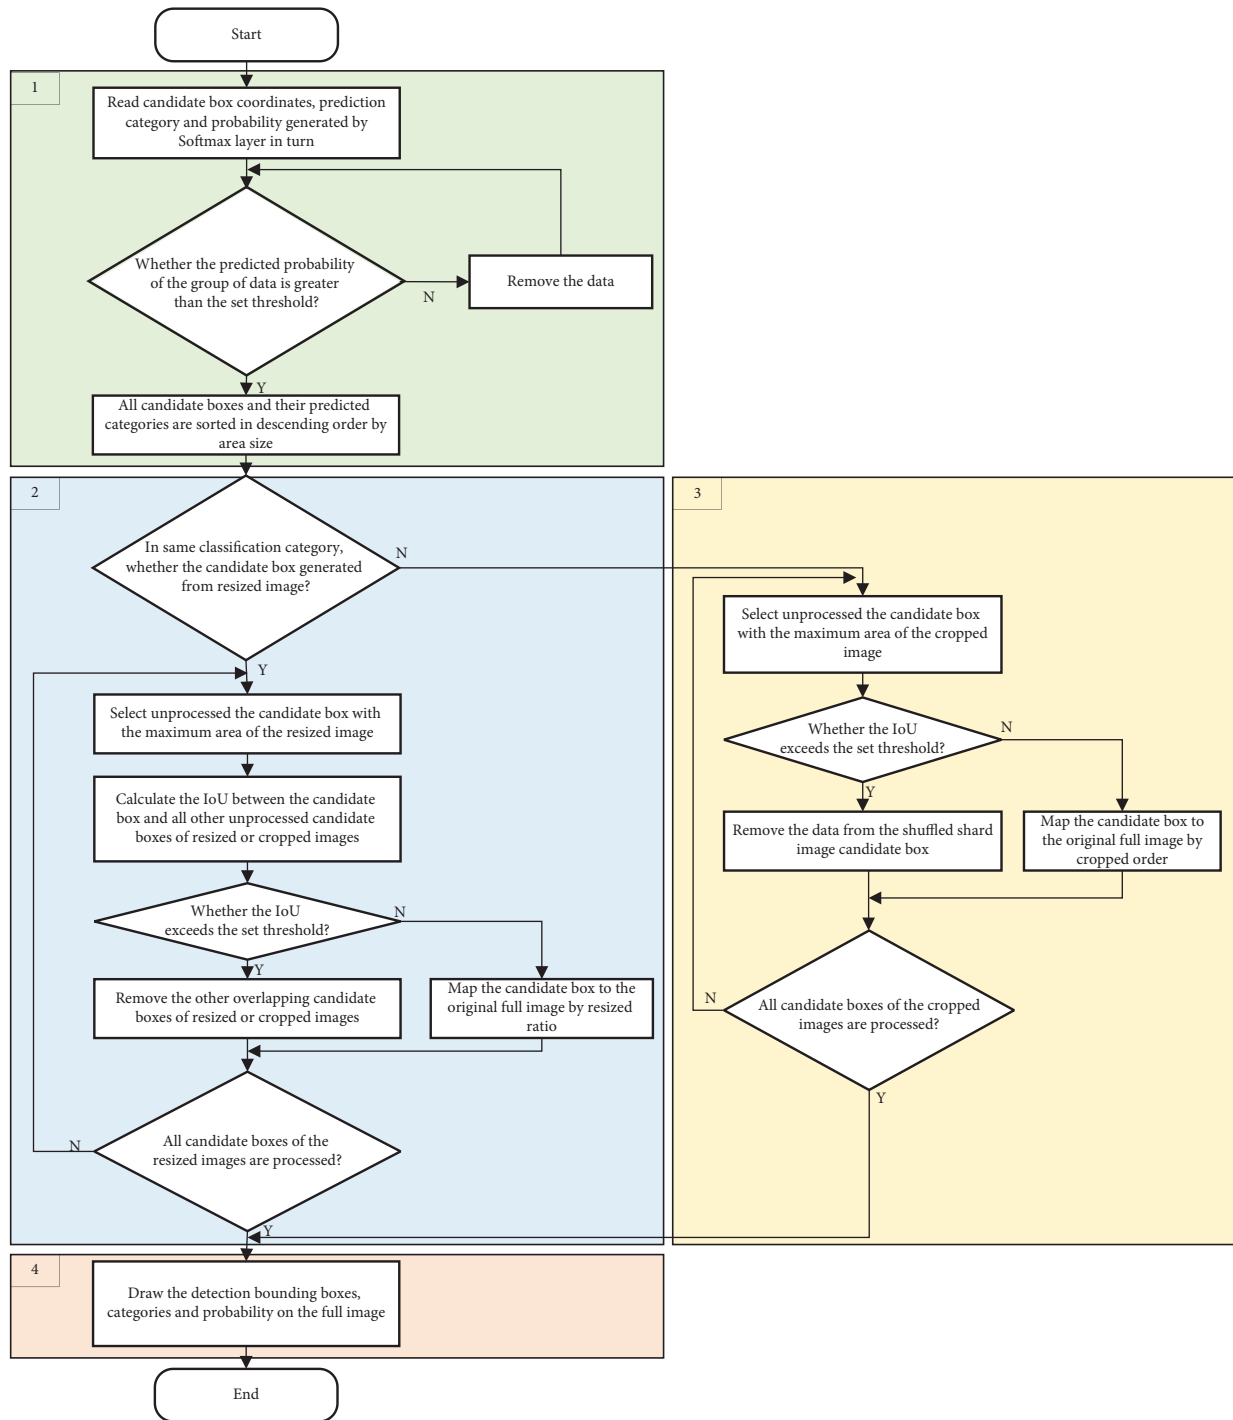 Start
1
Read candidate box coordinates, prediction
category and probability generated by
Softmax layer in turn
Whether the predicted probability
of the group of data is greater
than the set threshold?
N
Remove the data
Y
All candidate boxes and their predicted
categories are sorted in descending order by
area size
2
In same classification category,
whether the candidate box generated
from resized image?
N
Y
Select unprocessed the candidate box with
the maximum area of the resized image
Calculate the IoU between the candidate
box and all other unprocessed candidate
boxes of resized or cropped images
Whether the IoU
exceeds the set threshold?
N
Y
Remove the other overlapping candidate
boxes of resized or cropped images
Map the candidate box to the
original full image by resized
ratio
All candidate boxes of the
resized images are processed?
N
Y
3
Select unprocessed the candidate box
with the maximum area of the cropped
image
Whether the IoU
exceeds the set threshold?
N
Y
Remove the data from the shuffled shard
image candidate box
Map the candidate box to
the original full image by
cropped order
All candidate boxes of the cropped
images are processed?
N
Y
4
Draw the detection bounding boxes,
categories and probability on the full image
End